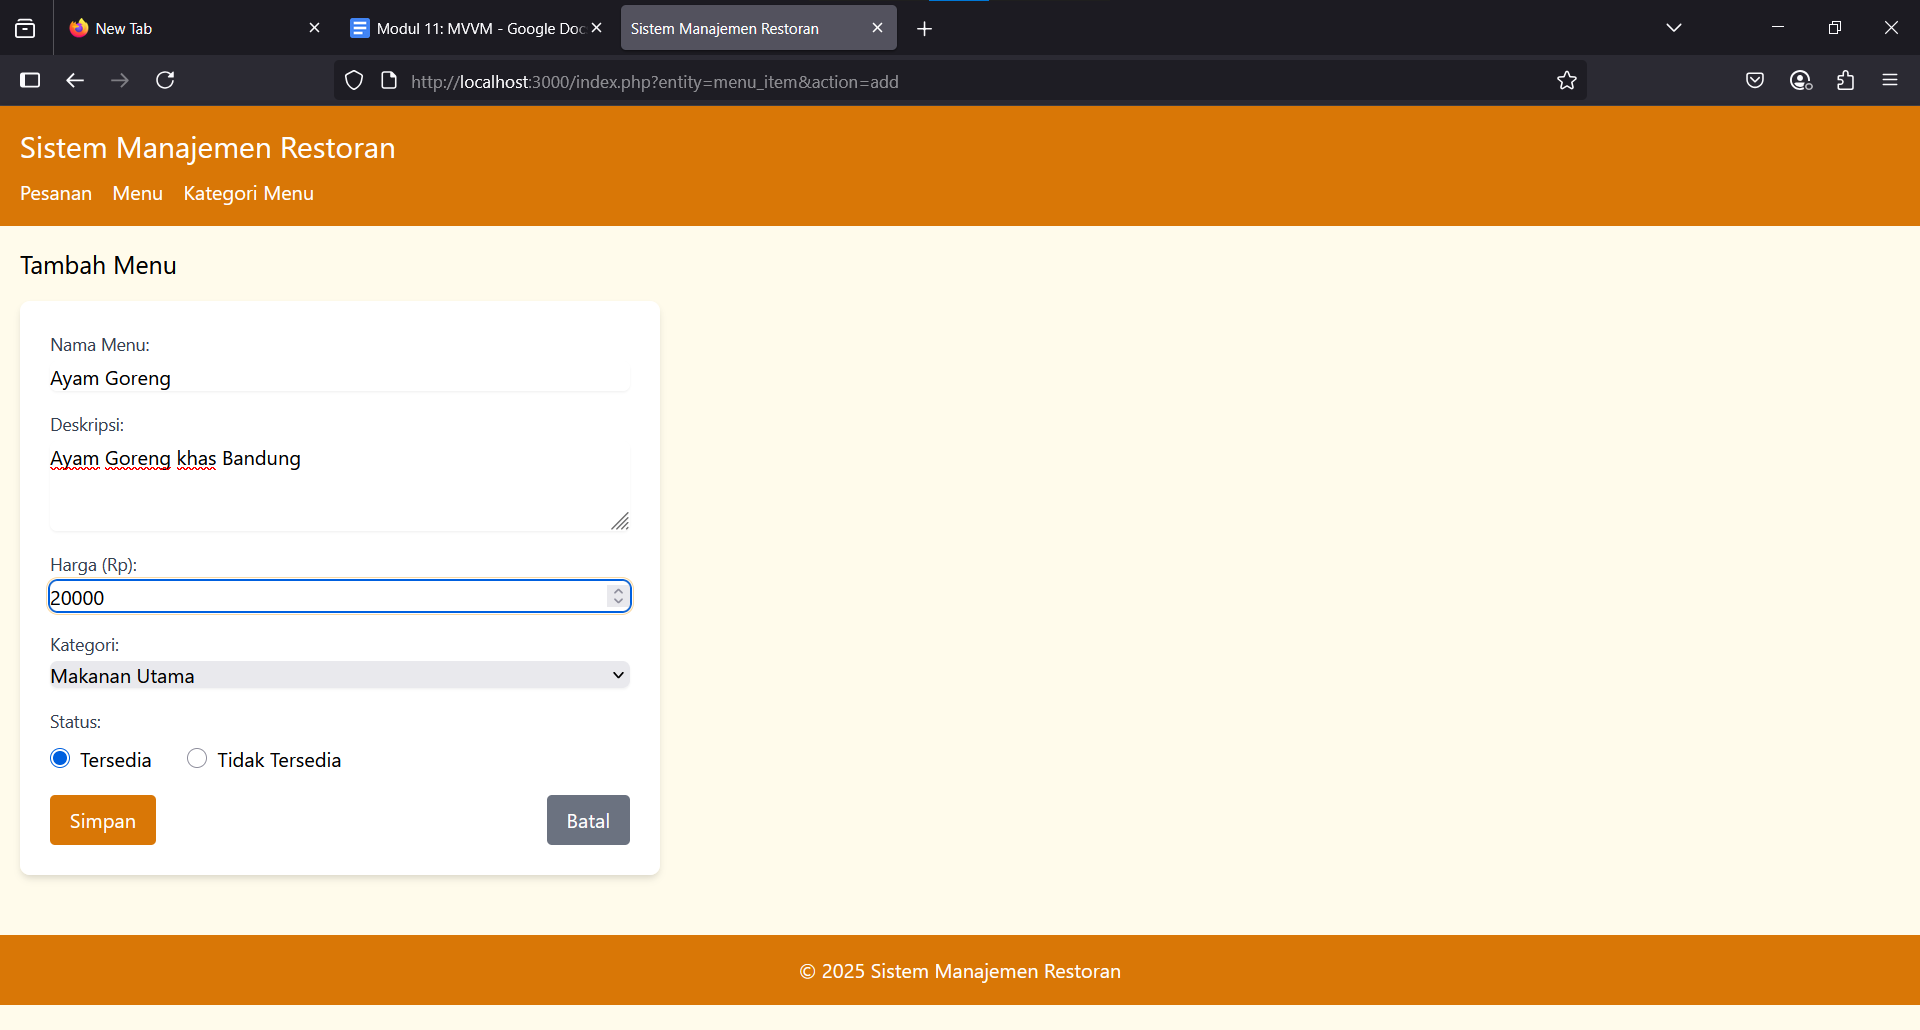 New Tab
Modul 11: MVVM - Google Doc
Sistem Manajemen Restoran
http://localhost:3000/index.php?entity=menu_item&action=add
Sistem Manajemen Restoran
Pesanan Menu Kategori Menu
Tambah Menu
Nama Menu:
Ayam Goreng
Deskripsi:
Ayam Goreng khas Bandung
Harga (Rp):
20000
Kategori:
Makanan Utama
Status:
Tersedia Tidak Tersedia
Simpan Batal
© 2025 Sistem Manajemen Restoran